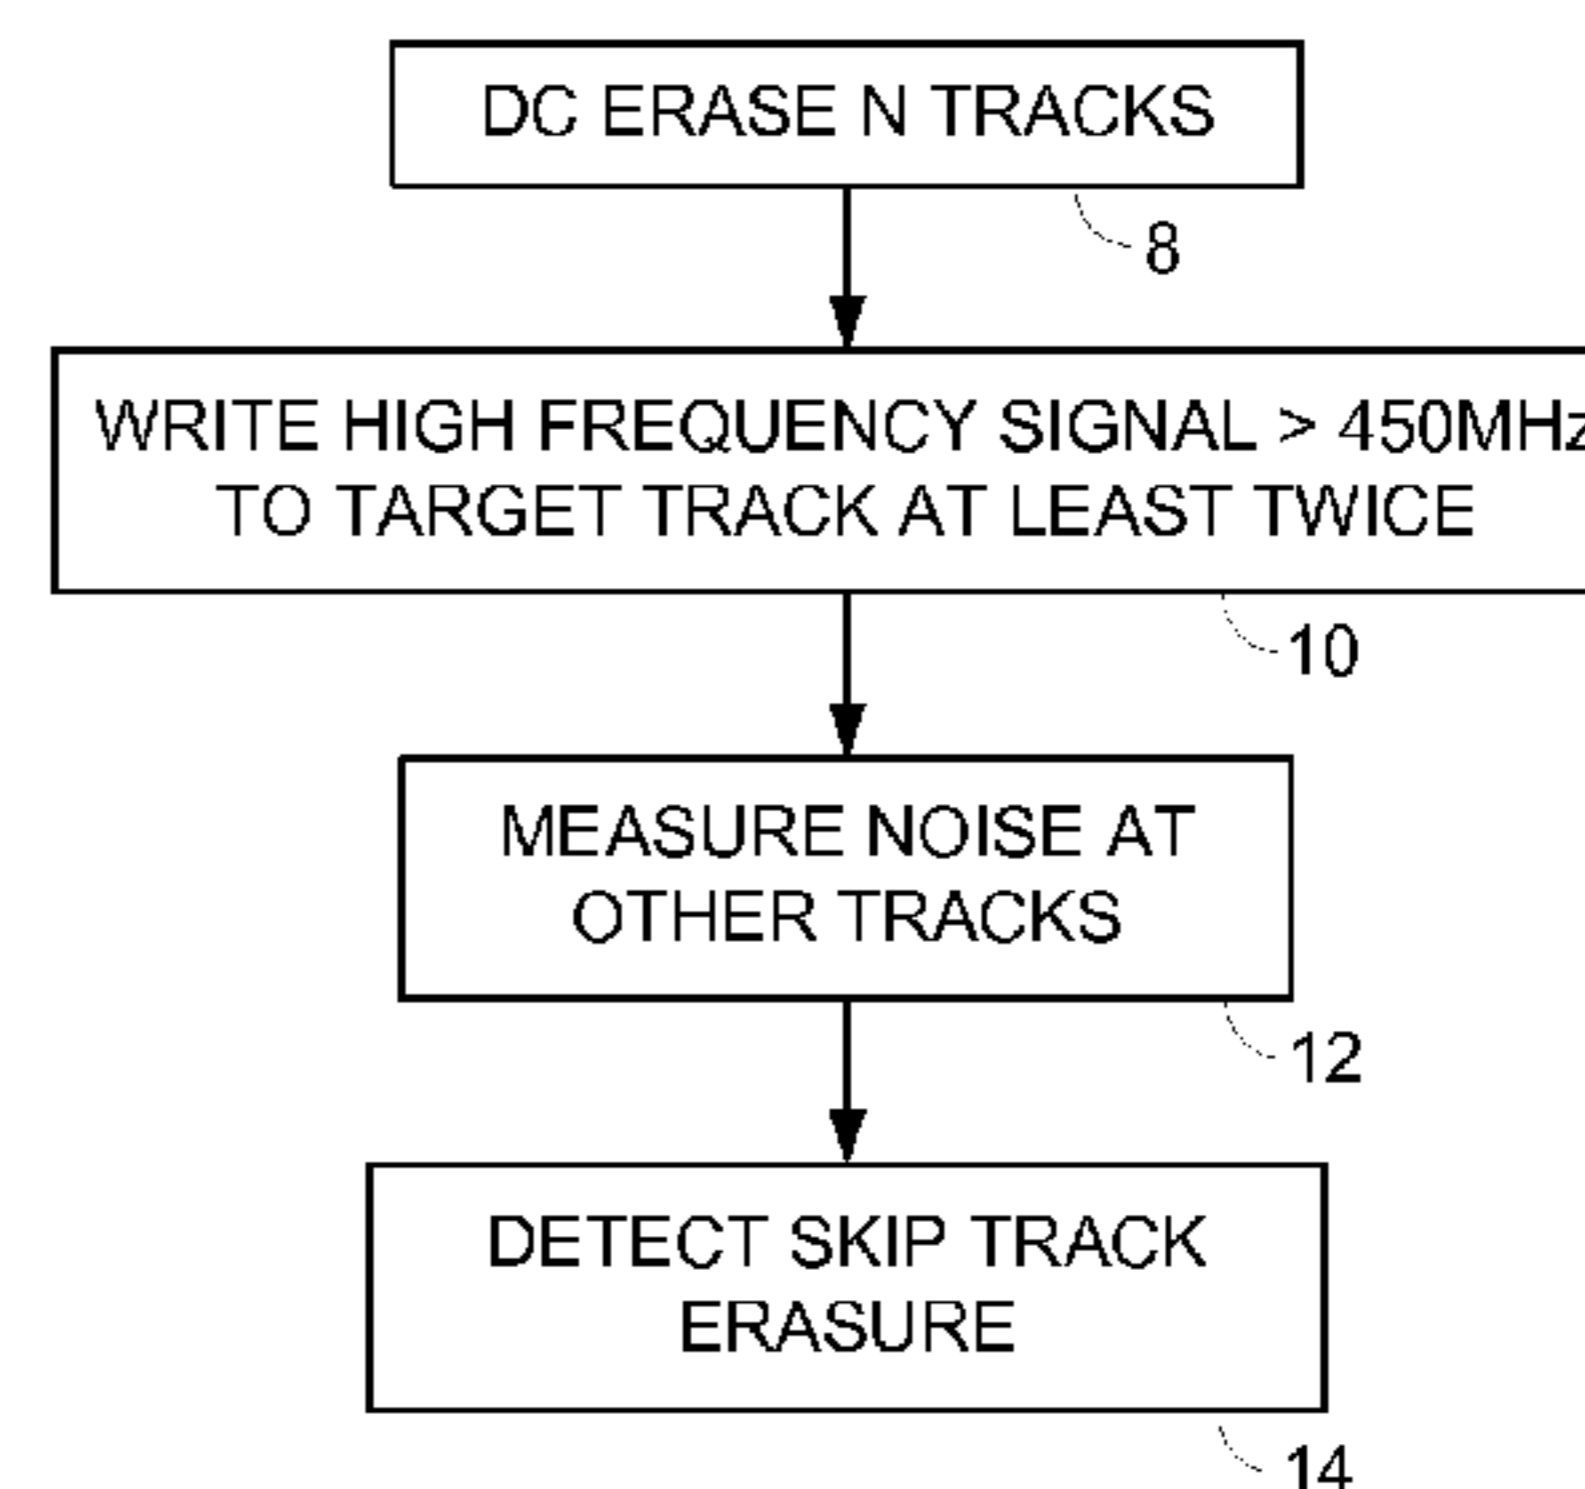 DC ERASE N TRACKS
8
WRITE HIGH FREQUENCY SIGNAL > 450MHz
TO TARGET TRACK AT LEAST TWICE
10
MEASURE NOISE AT
OTHER TRACKS
12
DETECT SKIP TRACK
ERASURE
14